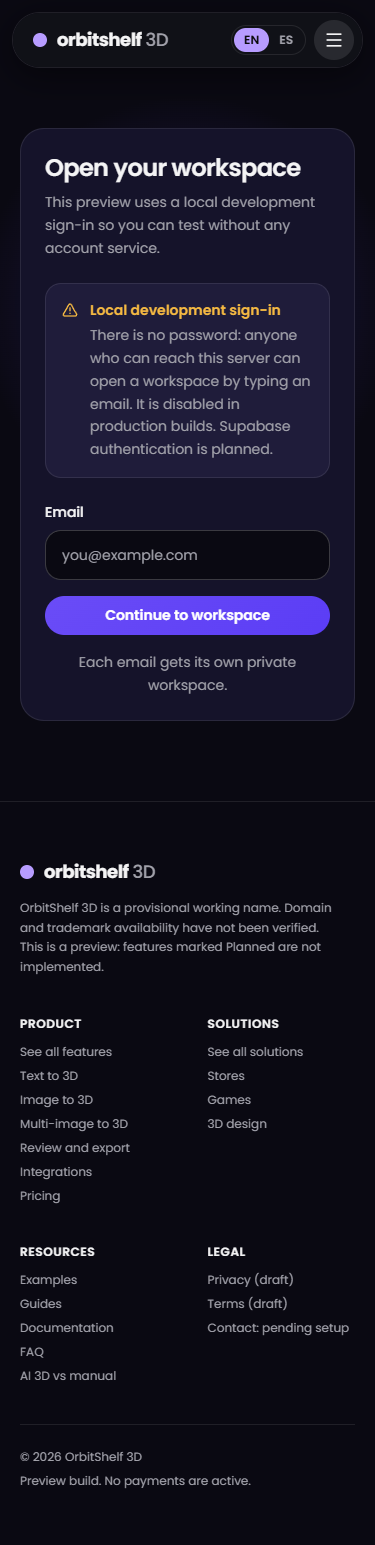 orbitshelf 3D
EN ES
Open your workspace
This preview uses a local development
sign-in so you can test without any
account service.
Local development sign-in
There is no password: anyone
who can reach this server can
open a workspace by typing an
email. It is disabled in
production builds. Supabase
authentication is planned.
Email
you@example.com
Continue to workspace
Each email gets its own private
workspace.
orbitshelf 3D
OrbitShelf 3D is a provisional working name. Domain
and trademark availability have not been verified.
This is a preview: features marked Planned are not
implemented.
PRODUCT
See all features
Text to 3D
Image to 3D
Multi-image to 3D
Review and export
Integrations
Pricing
SOLUTIONS
See all solutions
Stores
Games
3D design
RESOURCES
Examples
Guides
Documentation
FAQ
AI 3D vs manual
LEGAL
Privacy (draft)
Terms (draft)
Contact: pending setup
© 2026 OrbitShelf 3D
Preview build. No payments are active.